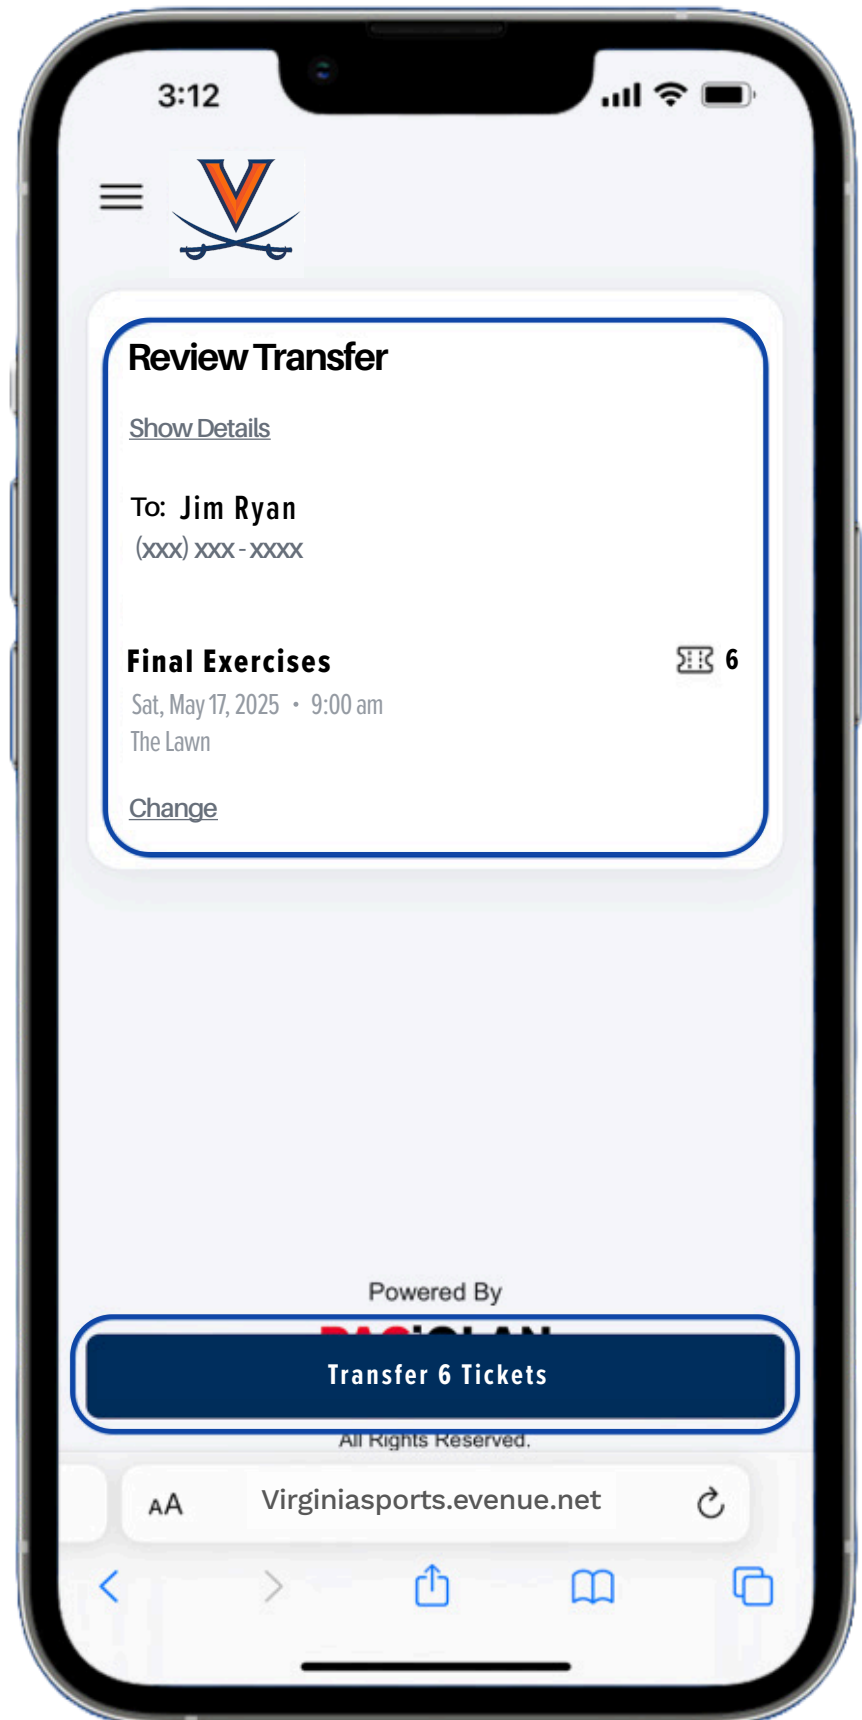 3:12
Review Transfer
Show Details
To: Jim Ryan
(xxx) xxx - xxxx
Final Exercises 6
Sat, May 17, 2025 • 9:00 am
The Lawn
Change
Powered By
Transfer 6 Tickets
All Rights Reserved.
AA Virginiasports.evenue.net